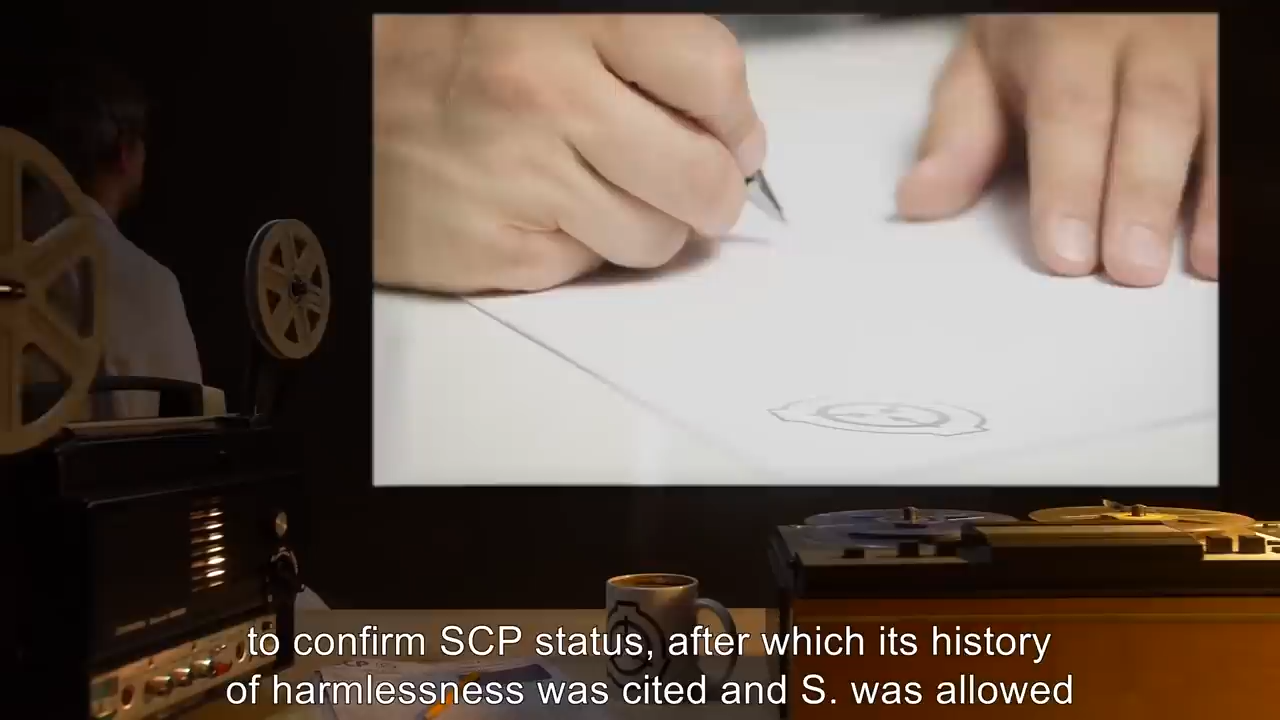 to confirm SCP status, after which its history
of harmlessness was cited and S. was allowed